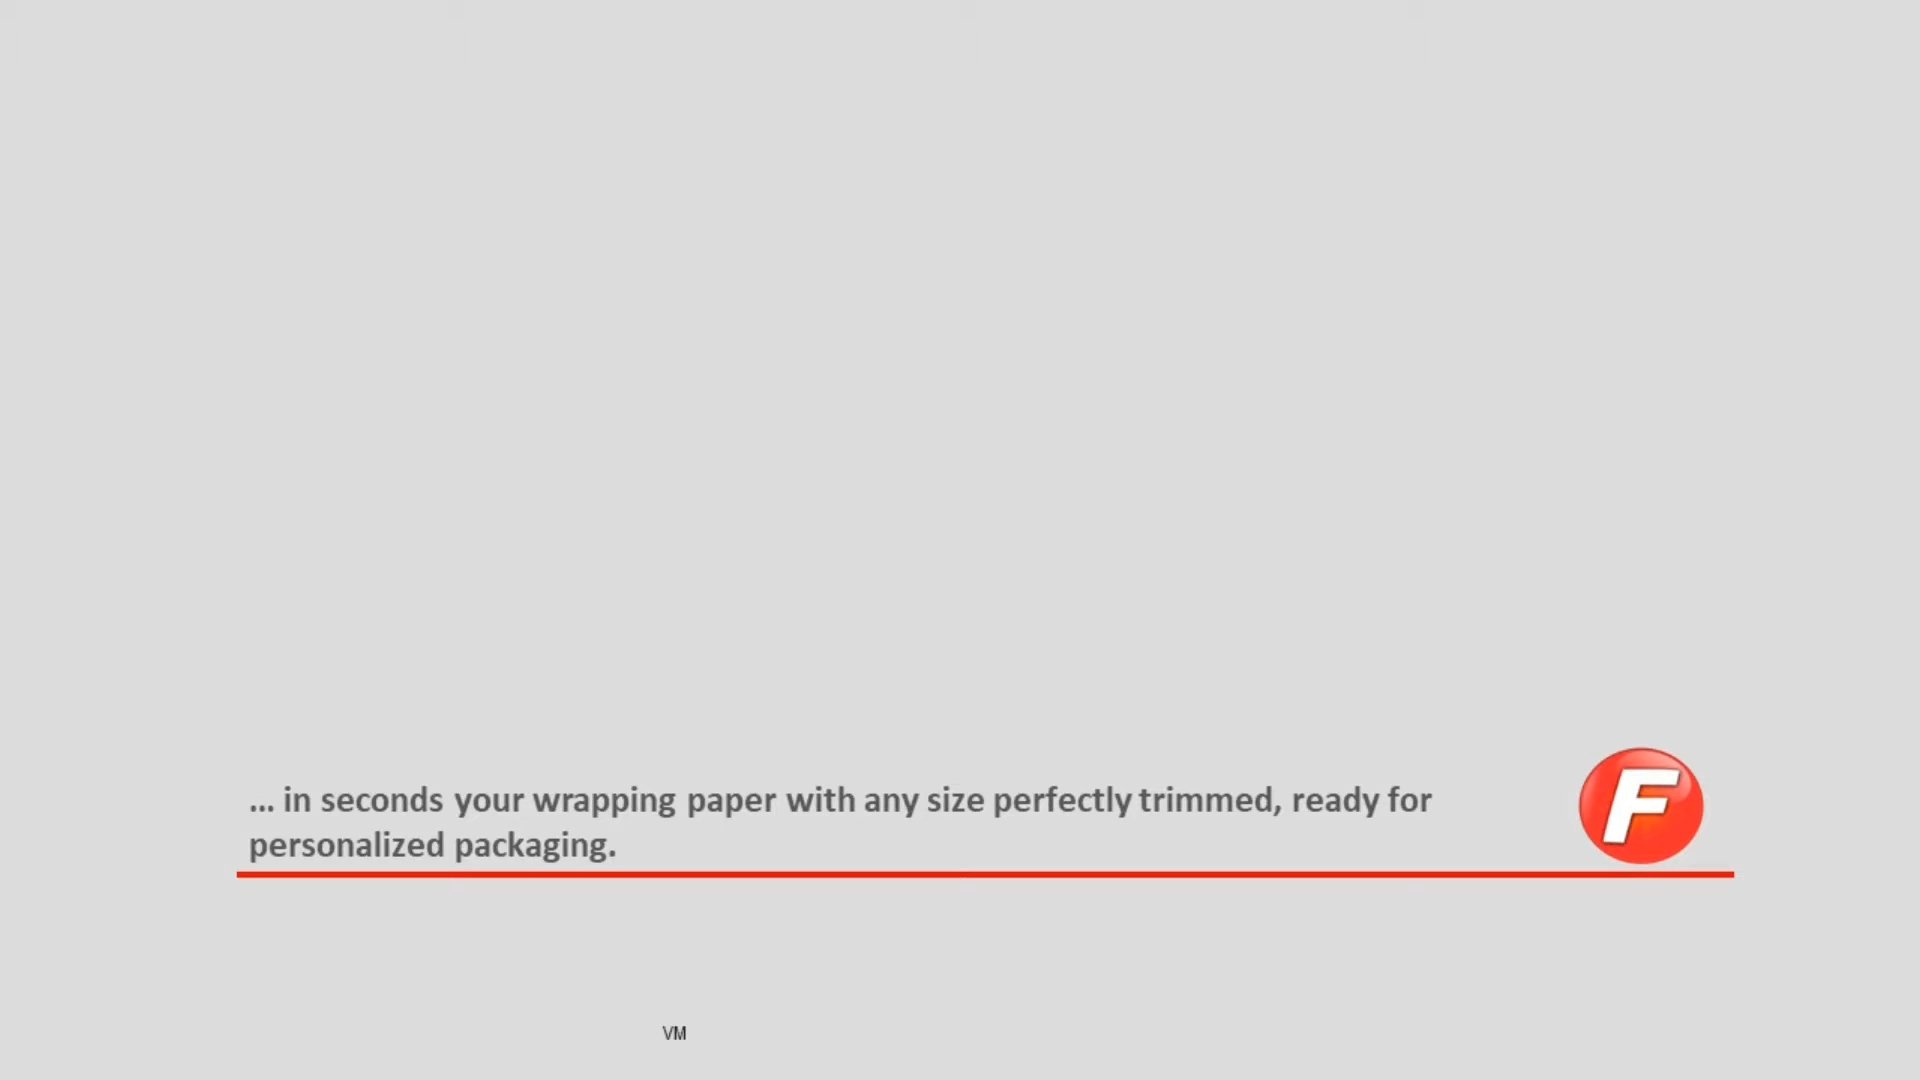 ... in seconds your wrapping paper with any size perfectly trimmed, ready for
personalized packaging.
F
VM